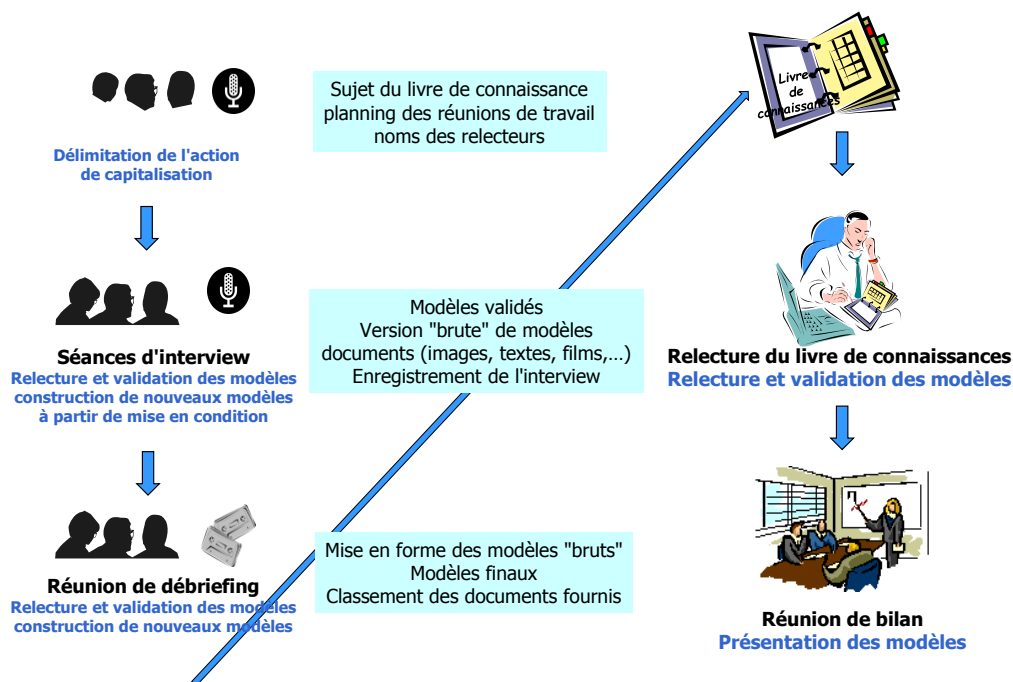 Délimitation de l'action
de capitalisation
Sujet du livre de connaissance
planning des réunions de travail
noms des relecteurs
Livre
de
connaissances
Séances d'interview
Relecture et validation des modèles
construction de nouveaux modèles
à partir de mise en condition
Modèles validés
Version "brute" de modèles
documents (images, textes, films,...)
Enregistrement de l'interview
Relecture du livre de connaissances
Relecture et validation des modèles
Réunion de débriefing
Relecture et validation des modèles
construction de nouveaux modèles
Mise en forme des modèles "bruts"
Modèles finaux
Classement des documents fournis
Réunion de bilan
Présentation des modèles